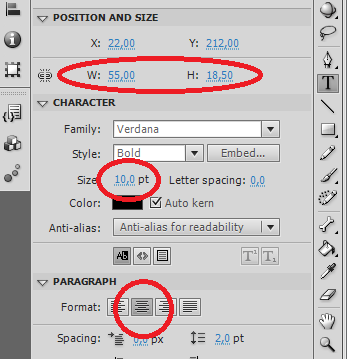 POSITION AND SIZE
X: 22,00 Y: 212,00
W: 55,00 H: 18,50
CHARACTER
Family: Verdana
Style: Bold Embed...
Size: 10,0 pt Letter spacing: 0,0
Color: Auto kern
Anti-alias: Anti-alias for readability
T¹ T₁
PARAGRAPH
Format:
Spacing: 0,0 px 2,0 pt